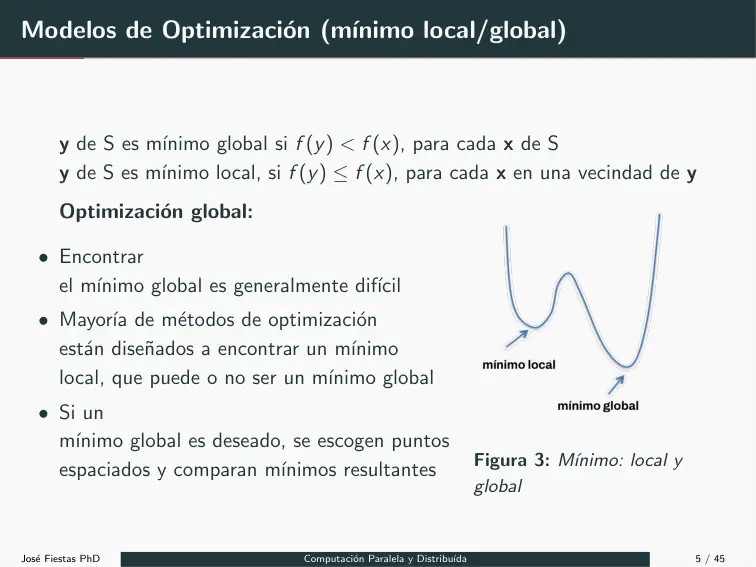 Modelos de Optimización (mínimo local/global)
y de S es mínimo global si f(y) < f(x), para cada x de S
y de S es mínimo local, si f(y) ≤ f(x), para cada x en una vecindad de y
Optimización global:
• Encontrar
el mínimo global es generalmente difícil
• Mayoría de métodos de optimización
están diseñados a encontrar un mínimo
local, que puede o no ser un mínimo global
• Si un
mínimo global es deseado, se escogen puntos
espaciados y comparan mínimos resultantes
mínimo local
mínimo global
Figura 3: Mínimo: local y
global
José Fiestas PhD
Computación Paralela y Distribuída
5 / 45